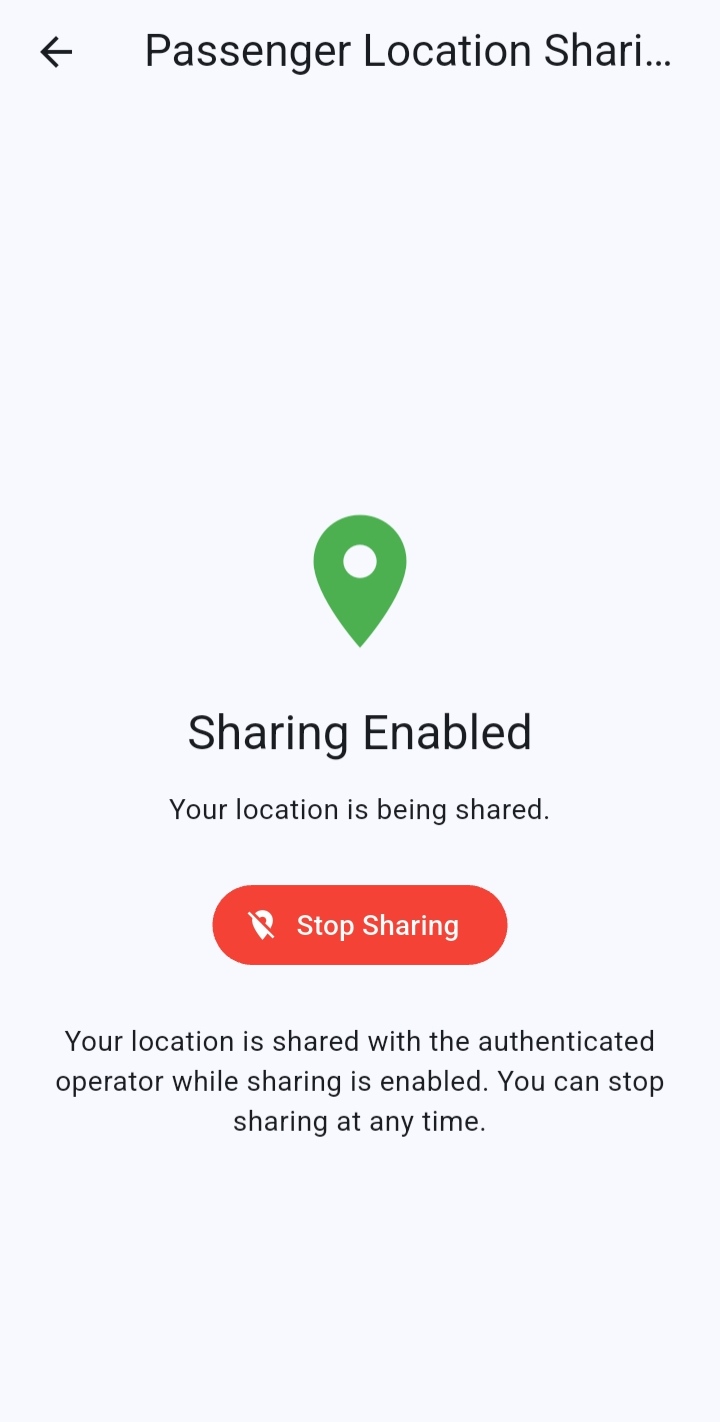 Passenger Location Shari...
Sharing Enabled
Your location is being shared.
Stop Sharing
Your location is shared with the authenticated
operator while sharing is enabled. You can stop
sharing at any time.